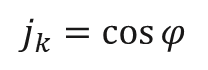 j_k = cos φ